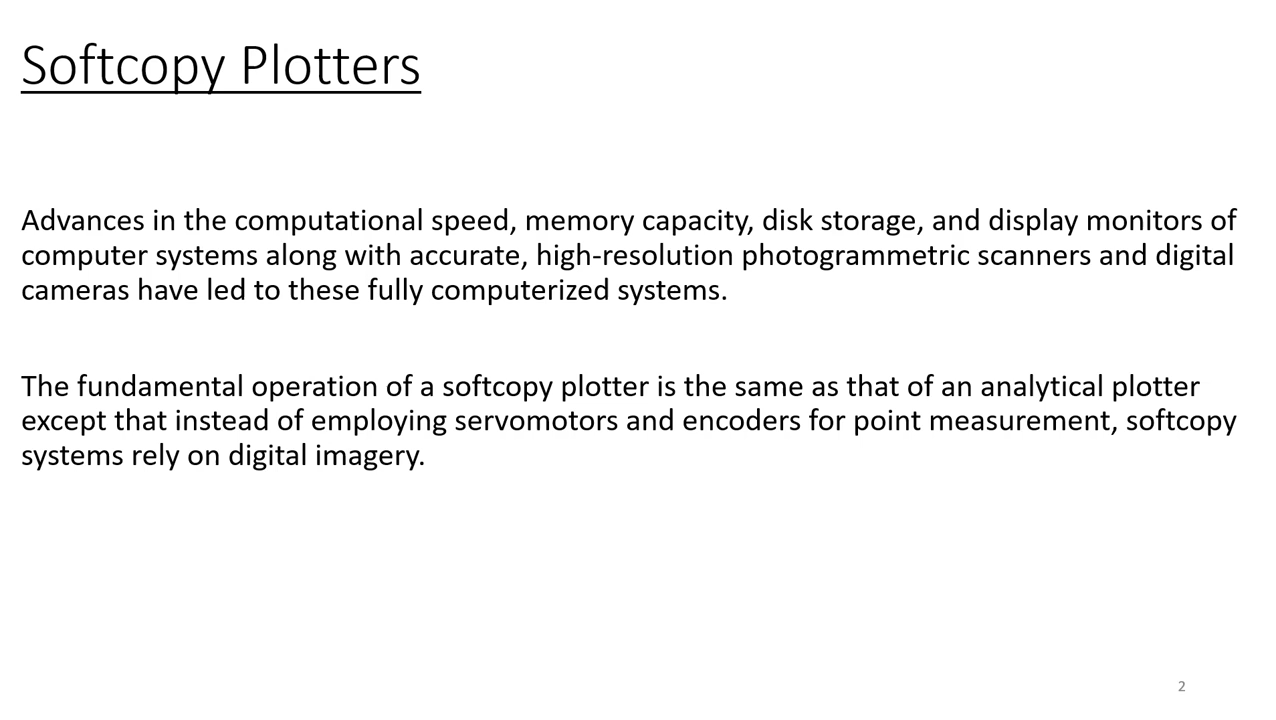 Softcopy Plotters
Advances in the computational speed, memory capacity, disk storage, and display monitors of
computer systems along with accurate, high-resolution photogrammetric scanners and digital
cameras have led to these fully computerized systems.
The fundamental operation of a softcopy plotter is the same as that of an analytical plotter
except that instead of employing servomotors and encoders for point measurement, softcopy
systems rely on digital imagery.
2